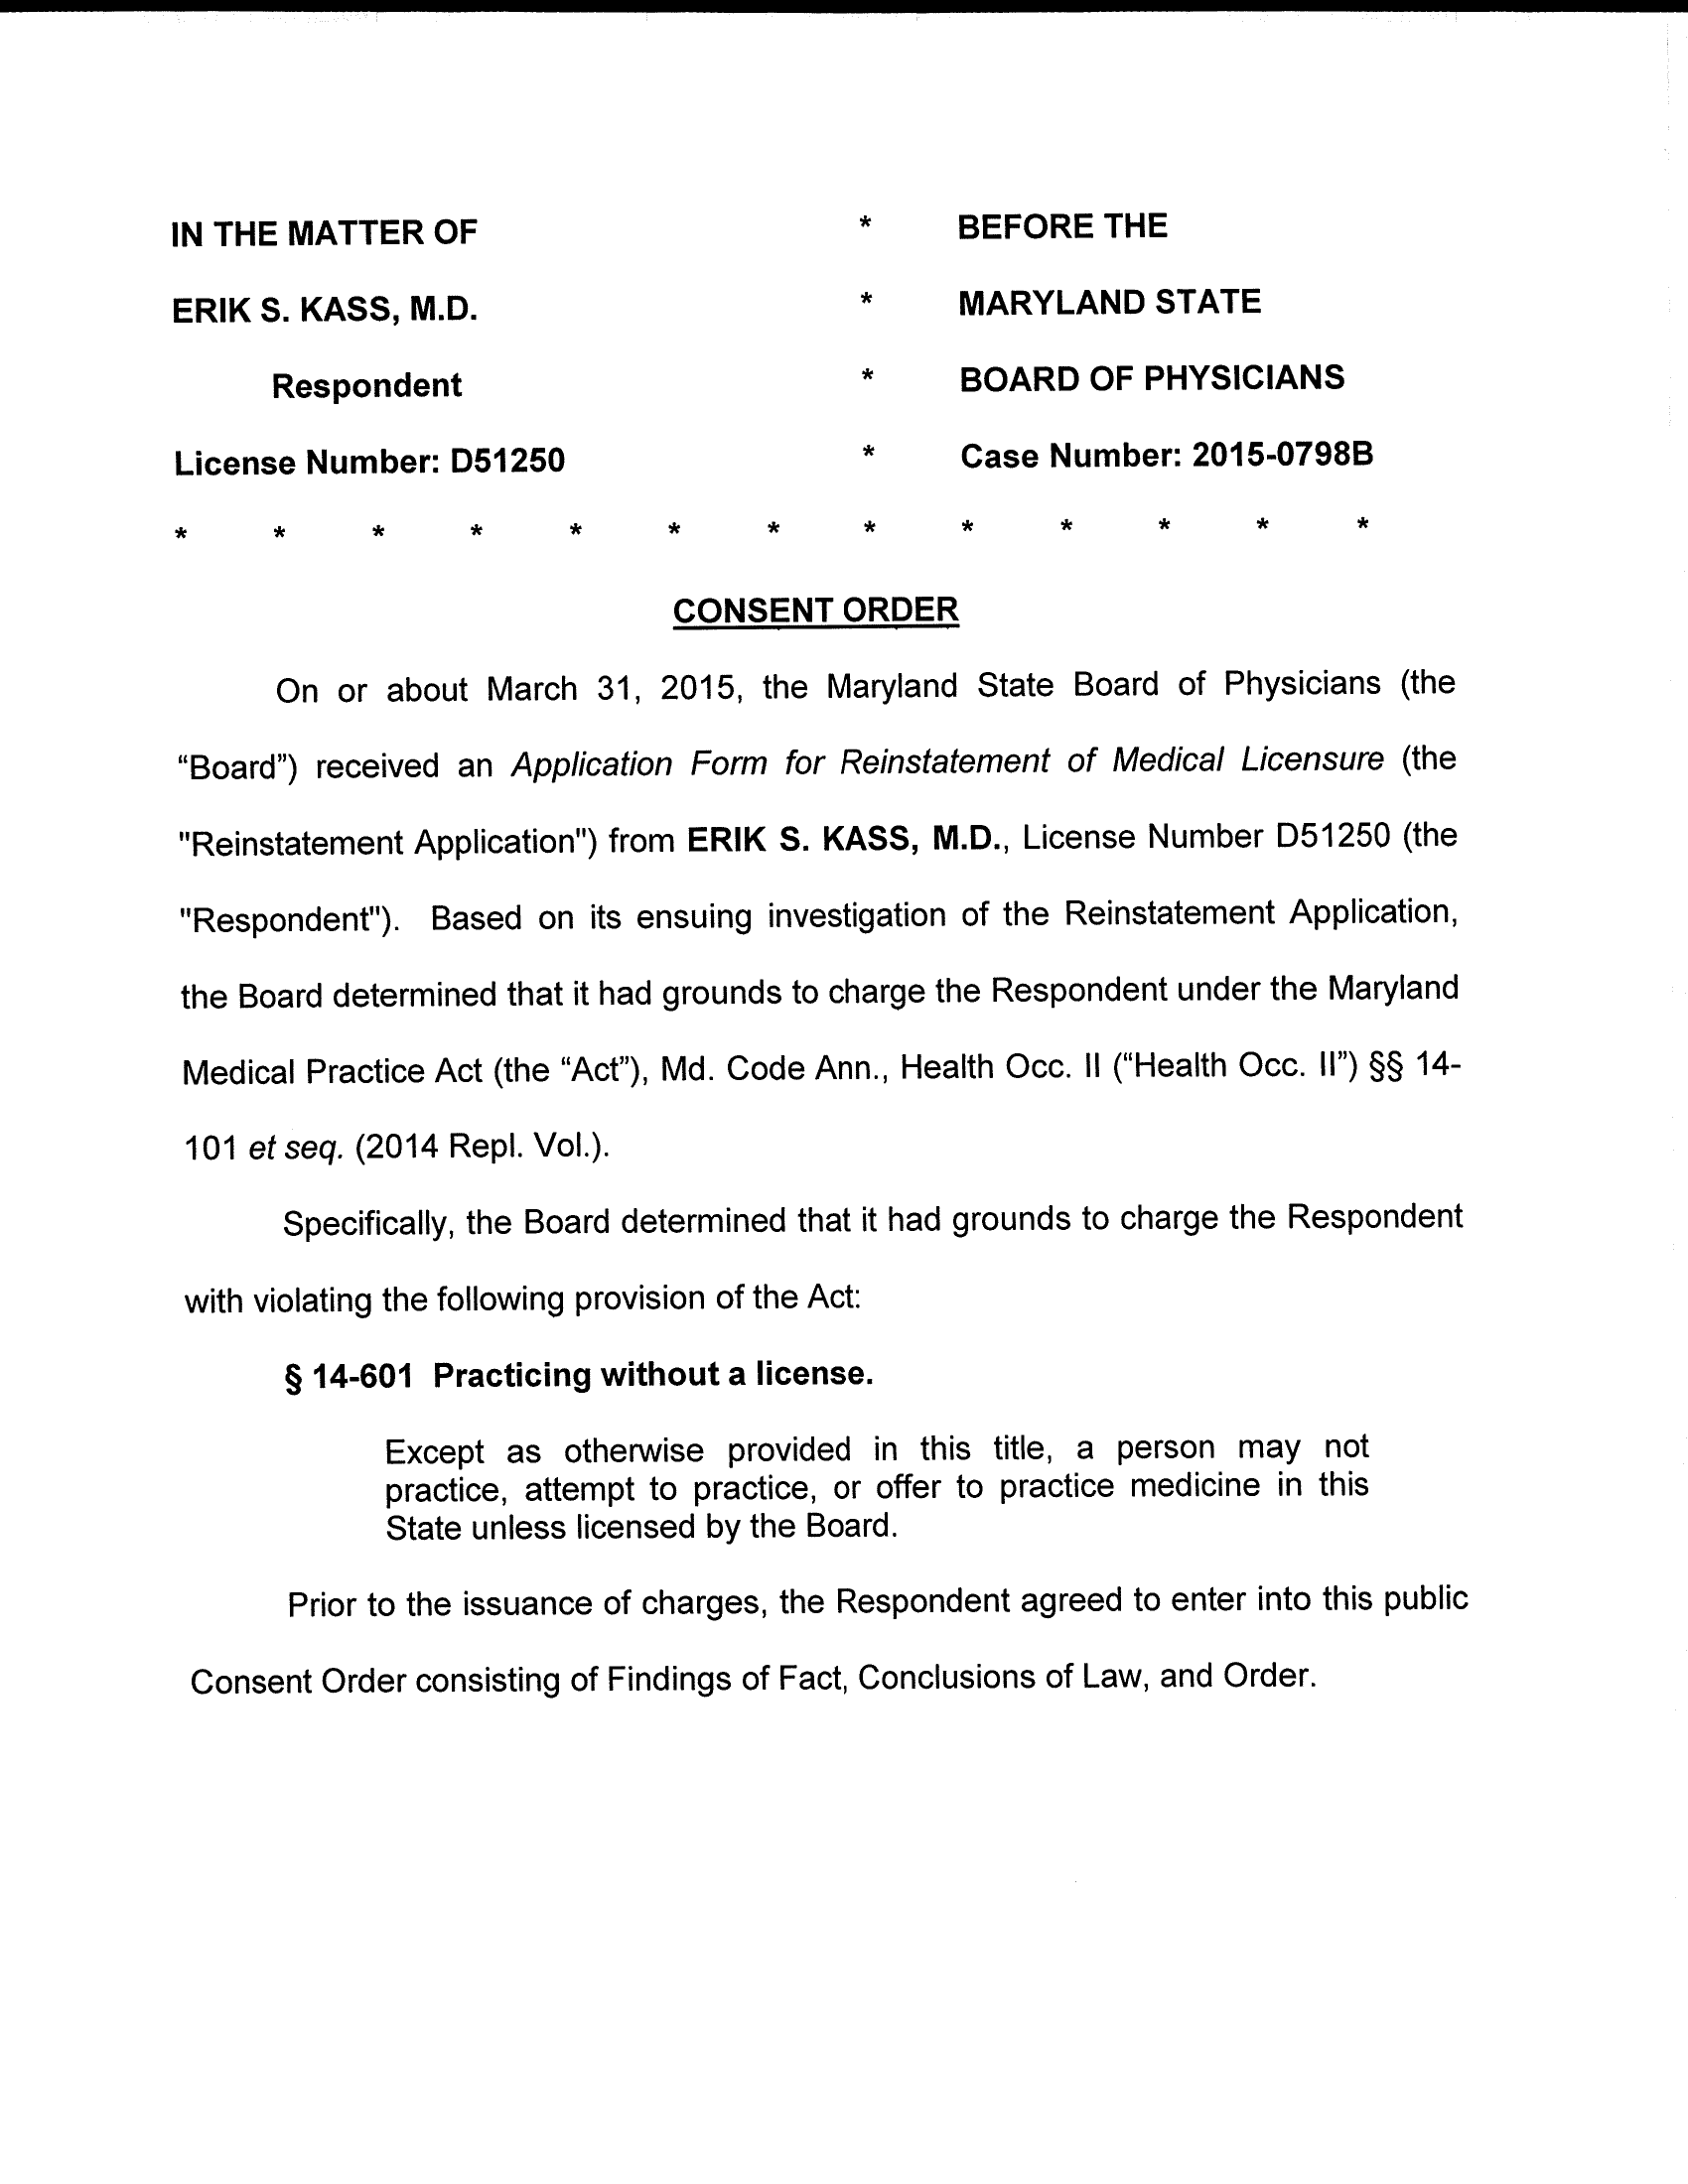 IN THE MATTER OF * BEFORE THE
ERIK S. KASS, M.D. * MARYLAND STATE
Respondent * BOARD OF PHYSICIANS
License Number: D51250 * Case Number: 2015-0798B
* * * * * * * * * * * * *
CONSENT ORDER
On or about March 31, 2015, the Maryland State Board of Physicians (the
“Board”) received an Application Form for Reinstatement of Medical Licensure (the
"Reinstatement Application") from ERIK S. KASS, M.D., License Number D51250 (the
"Respondent"). Based on its ensuing investigation of the Reinstatement Application,
the Board determined that it had grounds to charge the Respondent under the Maryland
Medical Practice Act (the “Act”), Md. Code Ann., Health Occ. II (“Health Occ. II”) §§ 14-
101 et seq. (2014 Repl. Vol.).
Specifically, the Board determined that it had grounds to charge the Respondent
with violating the following provision of the Act:
§ 14-601 Practicing without a license.
Except as otherwise provided in this title, a person may not
practice, attempt to practice, or offer to practice medicine in this
State unless licensed by the Board.
Prior to the issuance of charges, the Respondent agreed to enter into this public
Consent Order consisting of Findings of Fact, Conclusions of Law, and Order.